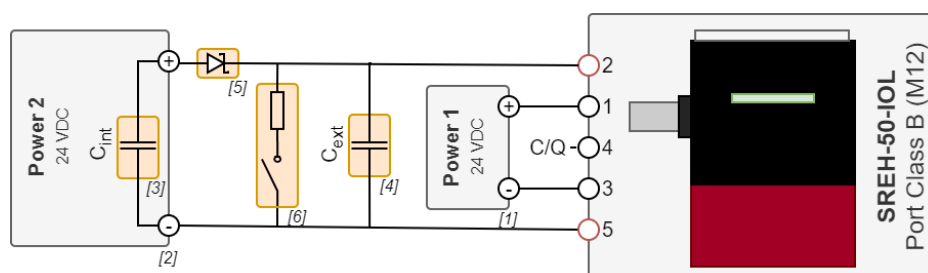 Power 2
24 VDC
+
-
C_int
[3]
[2]
[5]
[6]
C_ext
[4]
Power 1
24 VDC
+
-
[1]
C/Q
2
1
4
3
5
SREH-50-IOL
Port Class B (M12)